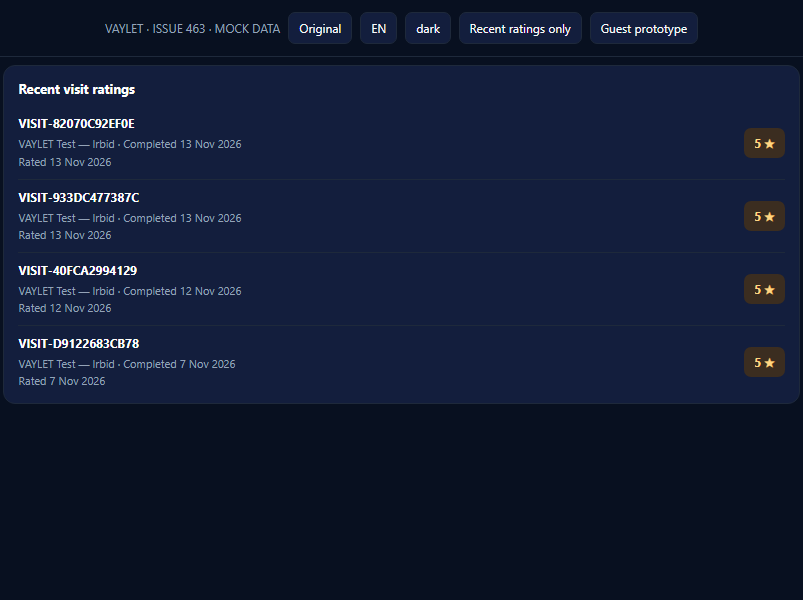 VAYLET · ISSUE 463 · MOCK DATA Original EN dark Recent ratings only Guest prototype
Recent visit ratings
VISIT-82070C92EF0E
VAYLET Test — Irbid · Completed 13 Nov 2026
5 ★
Rated 13 Nov 2026
VISIT-933DC477387C
VAYLET Test — Irbid · Completed 13 Nov 2026
5 ★
Rated 13 Nov 2026
VISIT-40FCA2994129
VAYLET Test — Irbid · Completed 12 Nov 2026
5 ★
Rated 12 Nov 2026
VISIT-D9122683CB78
VAYLET Test — Irbid · Completed 7 Nov 2026
5 ★
Rated 7 Nov 2026